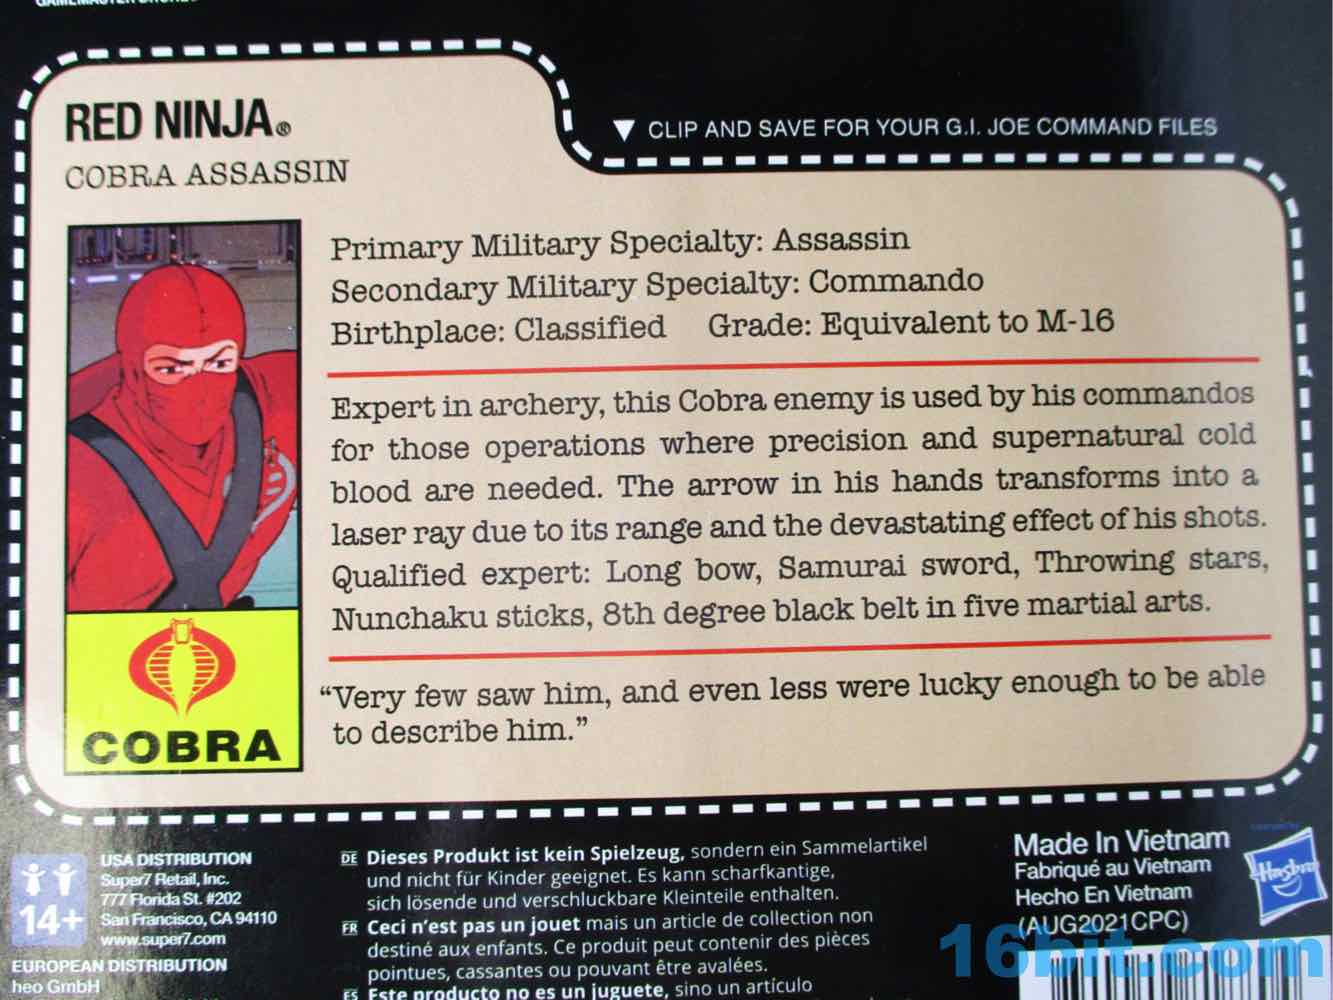 RED NINJA®
COBRA ASSASSIN
▼ CLIP AND SAVE FOR YOUR G.I. JOE COMMAND FILES
Primary Military Specialty: Assassin
Secondary Military Specialty: Commando
Birthplace: Classified Grade: Equivalent to M-16
Expert in archery, this Cobra enemy is used by his commandos
for those operations where precision and supernatural cold
blood are needed. The arrow in his hands transforms into a
laser ray due to its range and the devastating effect of his shots.
Qualified expert: Long bow, Samurai sword, Throwing stars,
Nunchaku sticks, 8th degree black belt in five martial arts.
“Very few saw him, and even less were lucky enough to be able
to describe him.”
COBRA
14+
USA DISTRIBUTION
Super7 Retail, Inc.
777 Florida St. #202
San Francisco, CA 94110
www.super7.com
EUROPEAN DISTRIBUTION
heo GmbH
DE Dieses Produkt ist kein Spielzeug, sondern ein Sammelartikel
und nicht für Kinder geeignet. Es kann scharfkantige,
sich lösende und verschluckbare Kleinteile enthalten.
FR Ceci n’est pas un jouet mais un article de collection non
destiné aux enfants. Ce produit peut contenir des pièces
pointues, cassantes ou pouvant être avalées.
ES Este producto no es un juguete, sino un artículo
Made In Vietnam
Fabriqué au Vietnam
Hecho En Vietnam
(AUG2021CPC)
Hasbro
16bit.com